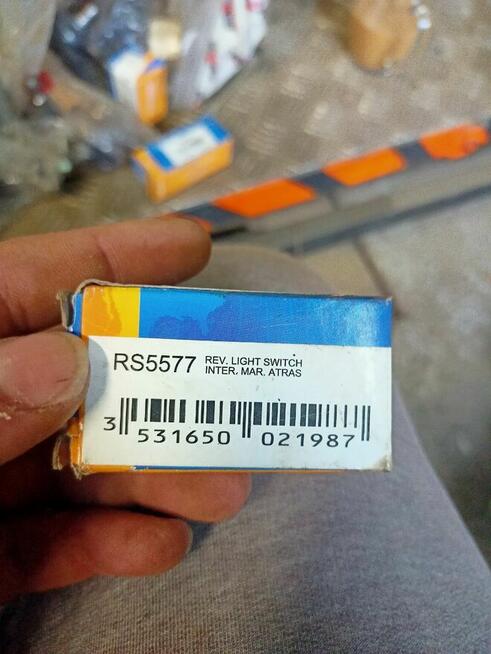 RS5577 REV. LIGHT SWITCH
INTER. MAR. ATRAS
3 531650 021987